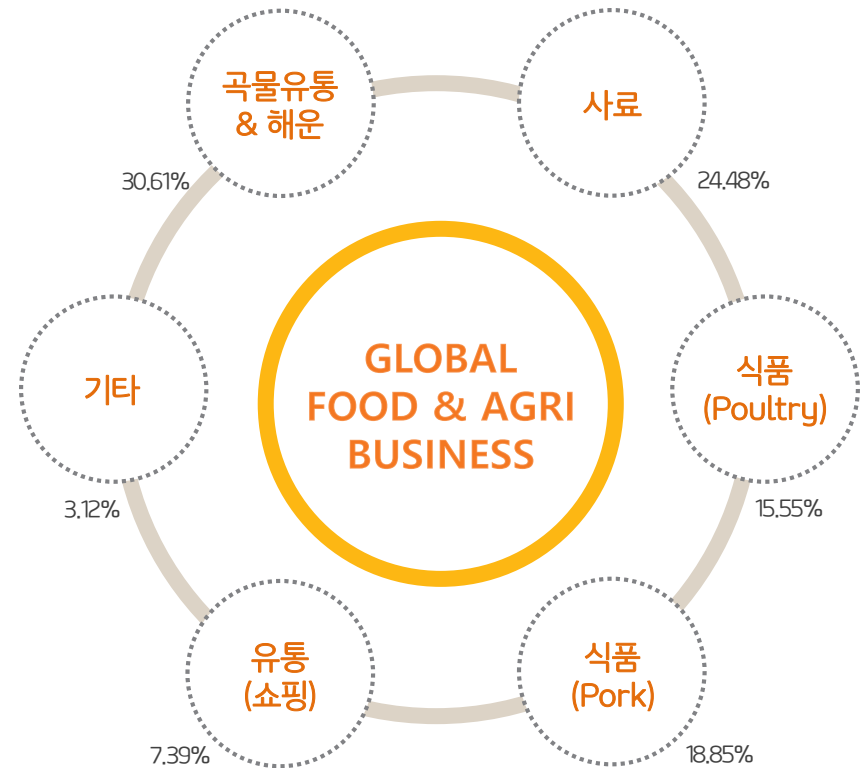 곡물유통
& 해운
30.61%
사료
24.48%
식품
(Poultry)
15.55%
식품
(Pork)
18.85%
유통
(쇼핑)
7.39%
기타
3.12%
GLOBAL
FOOD & AGRI
BUSINESS